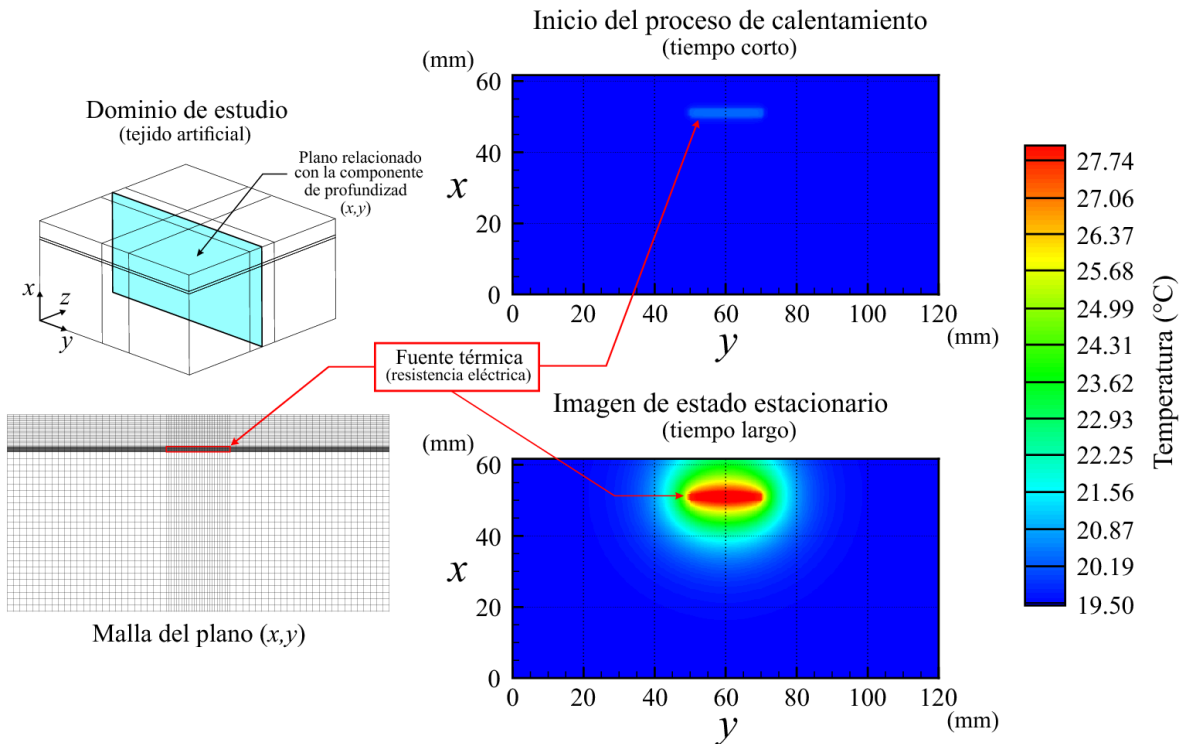 Dominio de estudio
(tejido artificial)
Plano relacionado
con la componente
de profundizad
(x,y)
x
z
y
Malla del plano (x,y)
Fuente térmica
(resistencia eléctrica)
Inicio del proceso de calentamiento
(tiempo corto)
(mm)
60
40
20
0
x
0 20 40 60 80 100 120
y
(mm)
Imagen de estado estacionario
(tiempo largo)
(mm)
60
40
20
0
x
0 20 40 60 80 100 120
y
(mm)
27.74
27.06
26.37
25.68
24.99
24.31
23.62
22.93
22.25
21.56
20.87
20.19
19.50
Temperatura (°C)